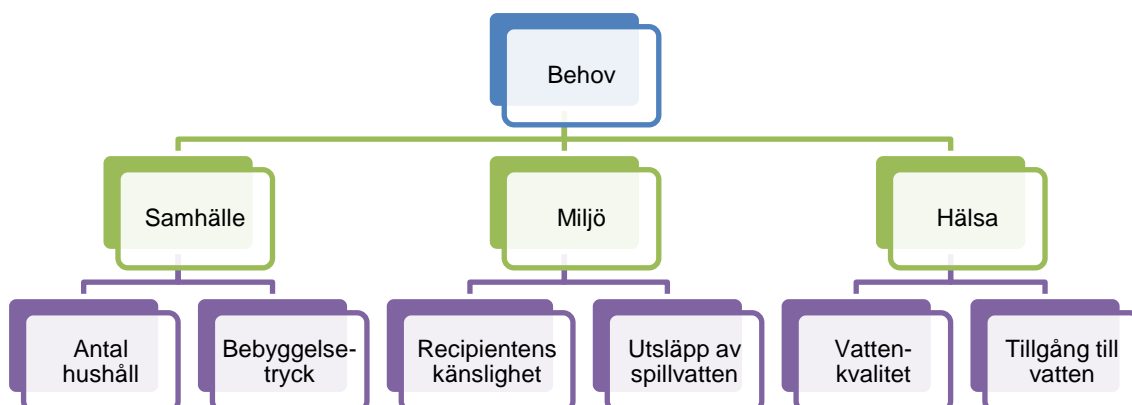 Behov
Samhälle
Miljö
Hälsa
Antal
hushåll
Bebyggelse-
tryck
Recipientens
känslighet
Utsläpp av
spillvatten
Vatten-
kvalitet
Tillgång till
vatten